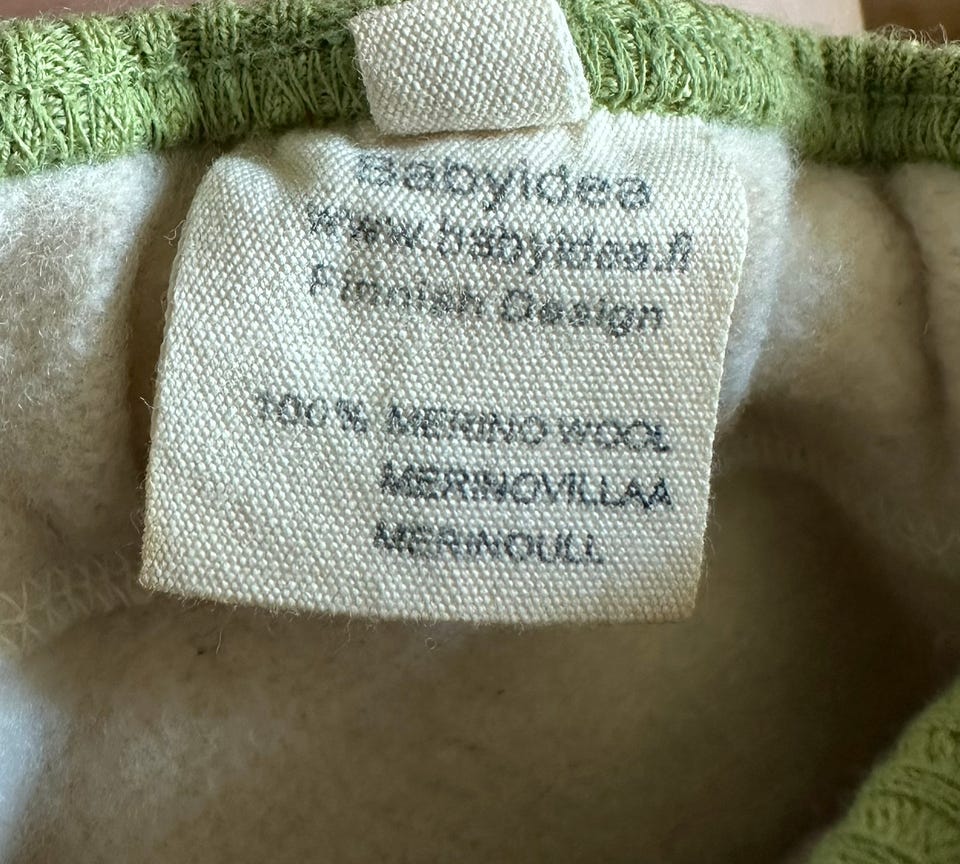 Babyidea
www.babyidea.fi
Finnish Design
100% MERINO WOOL
MERINOVILLAA
MERINOULL